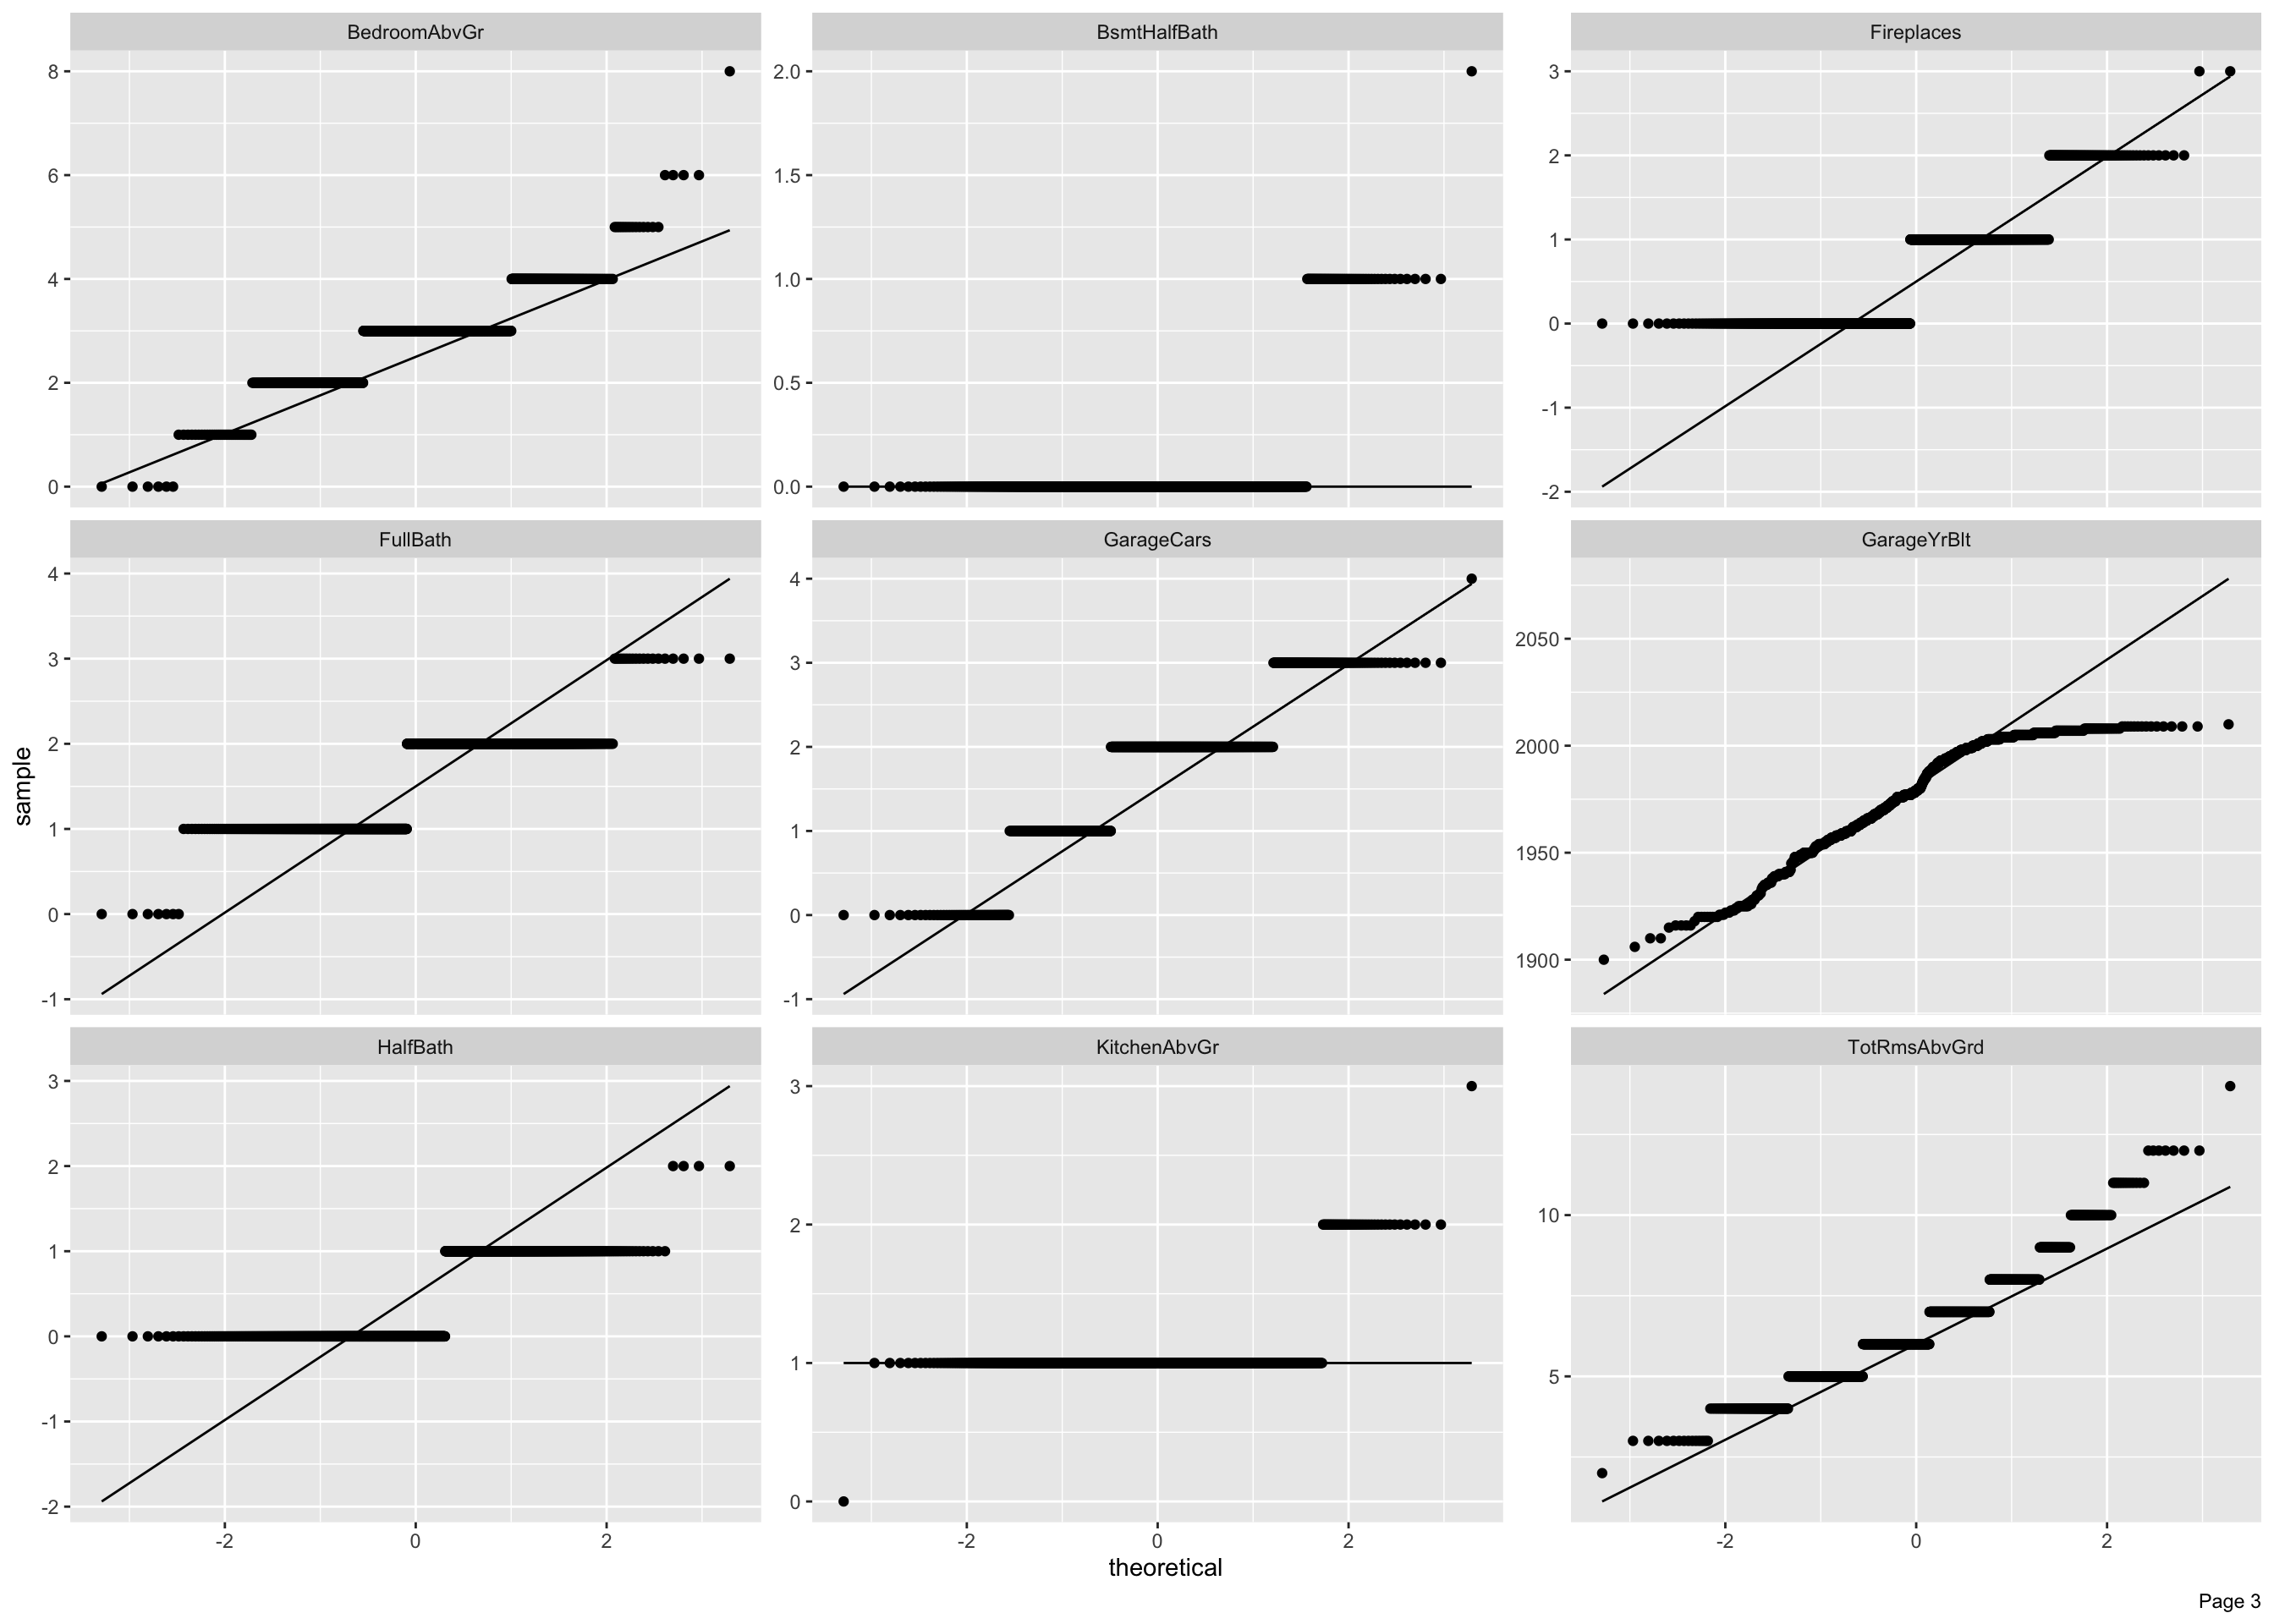 BedroomAbvGr
BsmtHalfBath
Fireplaces
8
6
4
2
0
2.0
1.5
1.0
0.5
0.0
3
2
1
0
-1
-2
FullBath
GarageCars
GarageYrBlt
4
3
2
1
0
-1
4
3
2
1
0
-1
2050
2000
1950
1900
HalfBath
KitchenAbvGr
TotRmsAbvGrd
3
2
1
0
-1
-2
3
2
1
0
10
5
-2 0 2
-2 0 2
-2 0 2
sample
theoretical
Page 3